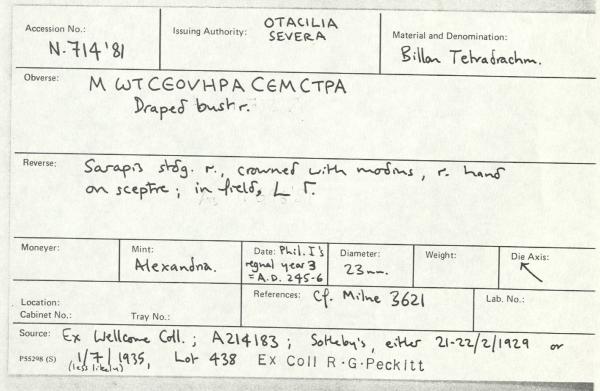 Accession No.: N.714'81
Issuing Authority: OTACILIA
SEVERA
Material and Denomination:
Billon Tetradrachm.
Obverse: M ѠTCEOVHPA CEMCTPA
Draped bust r.
Reverse: Sarapis stdg. r., crowned with modius, r. hand
on sceptre; in field, L Γ.
Moneyer:
Mint:
Alexandria.
Date: Phil. I's
regnal year 3
= A.D. 245-6
Diameter:
23mm.
Weight:
Die Axis:
↖
Location:
Cabinet No.: Tray No.:
References: Cf. Milne 3621
Lab. No.:
Source: Ex Wellcome Coll.; A214183; Sotheby's, either 21-22/2/1929 or
PS5298 (S) 1/7/1935, Lot 438 Ex Coll R·G·Peckitt
(less likely)